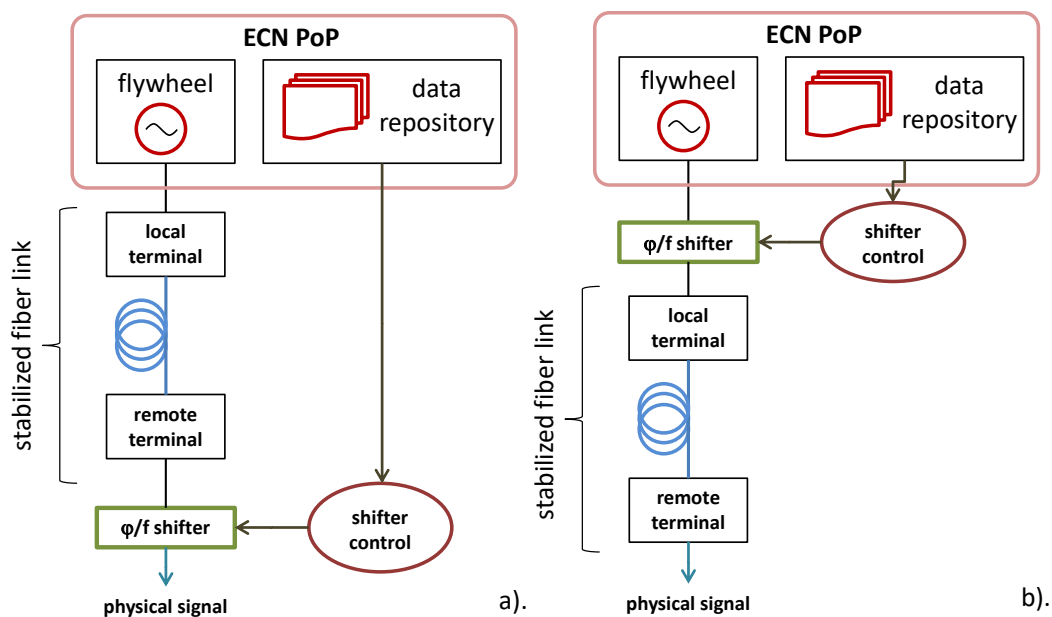 ECN PoP
flywheel
data
repository
local
terminal
stabilized fiber link
remote
terminal
φ/f shifter
shifter
control
physical signal
a).
ECN PoP
flywheel
data
repository
φ/f shifter
shifter
control
local
terminal
stabilized fiber link
remote
terminal
physical signal
b).